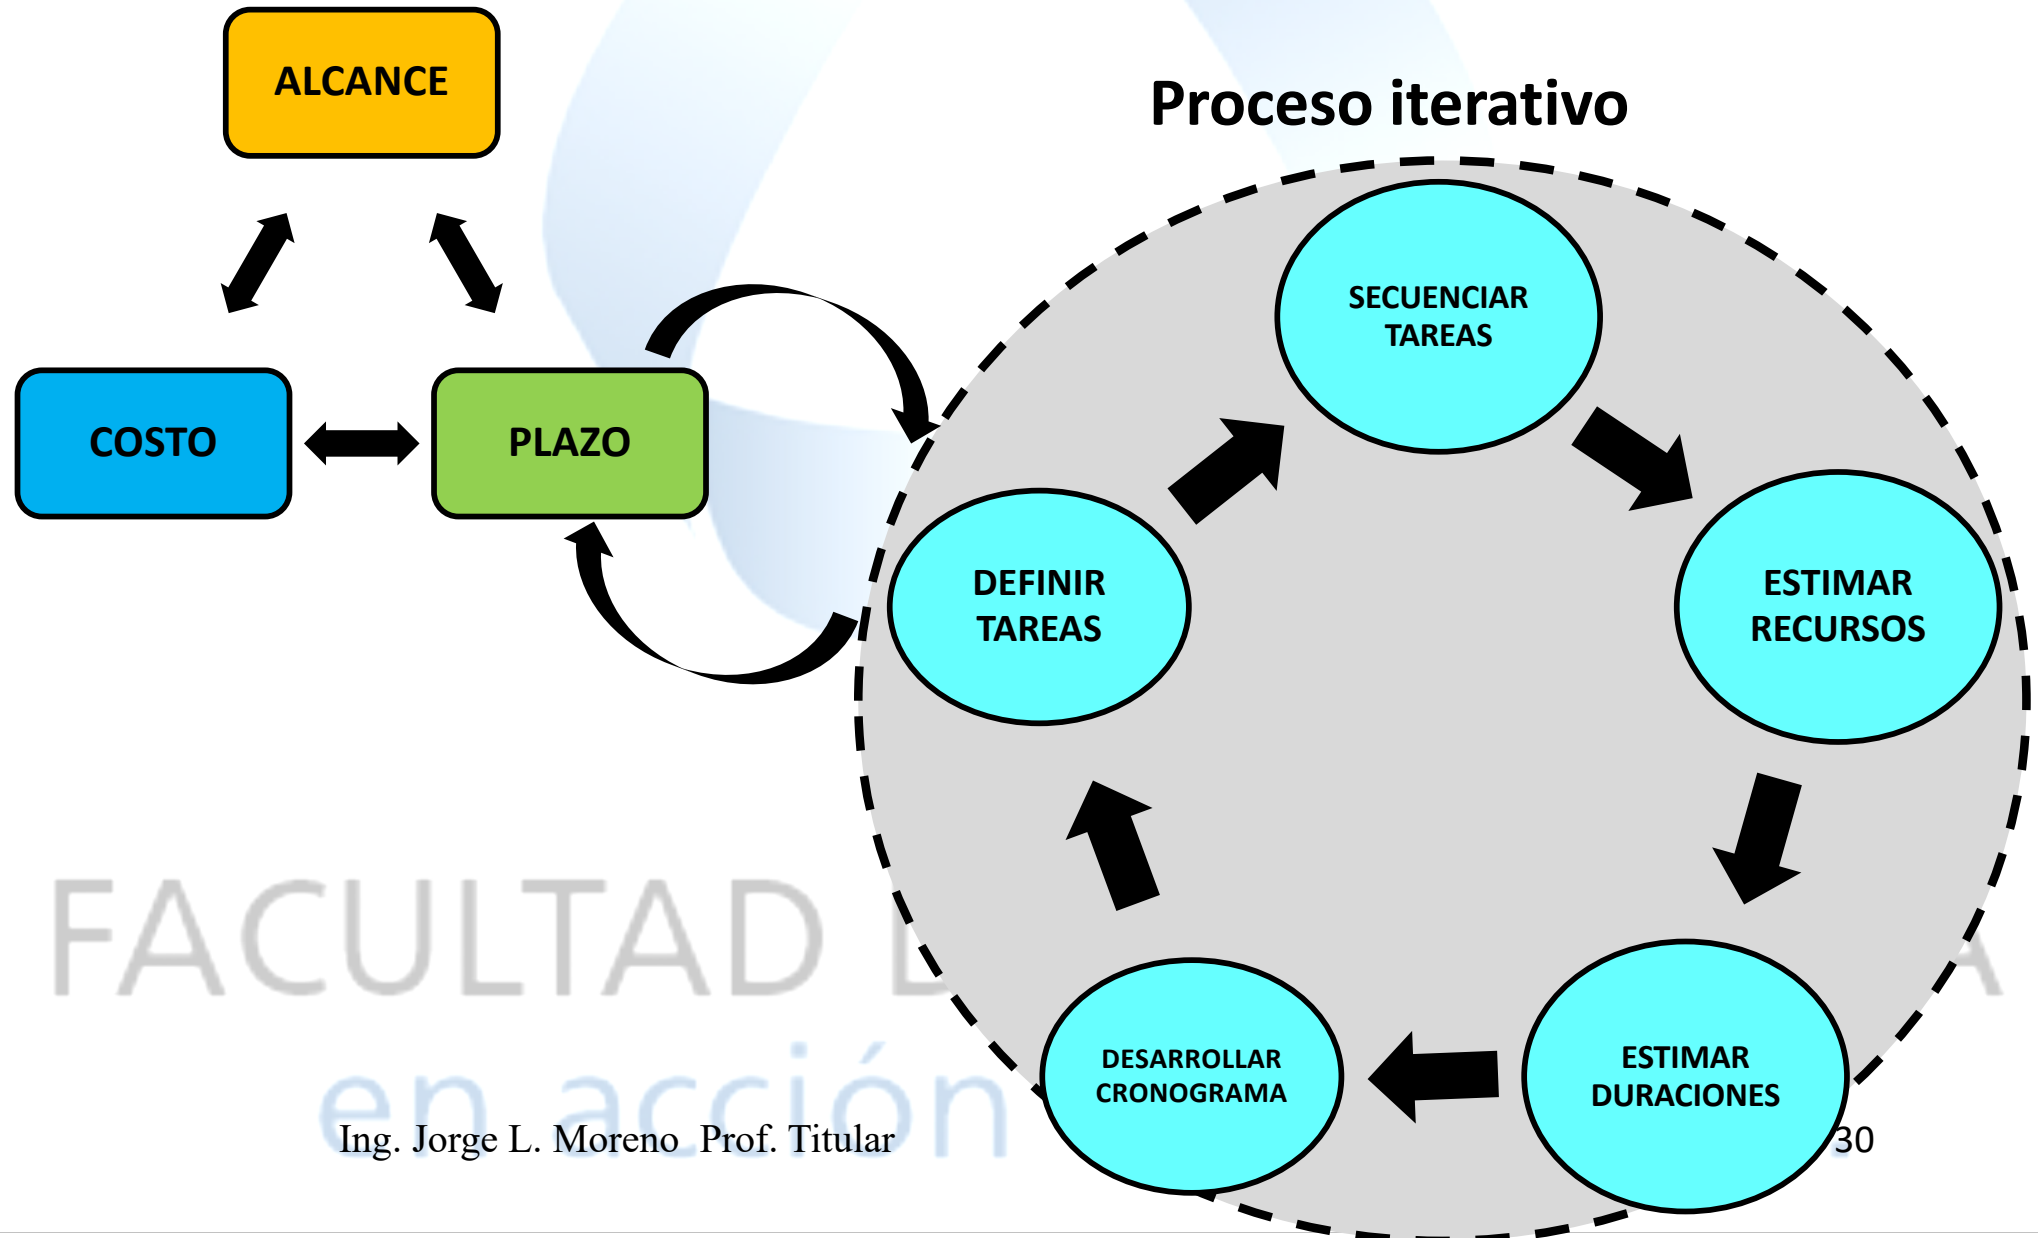 ALCANCE
Proceso iterativo
SECUENCIAR
TAREAS
COSTO
PLAZO
DEFINIR
TAREAS
ESTIMAR
RECURSOS
FACULTAD
en acción
DESARROLLAR
CRONOGRAMA
ESTIMAR
DURACIONES
Ing. Jorge L. Moreno  Prof. Titular
30